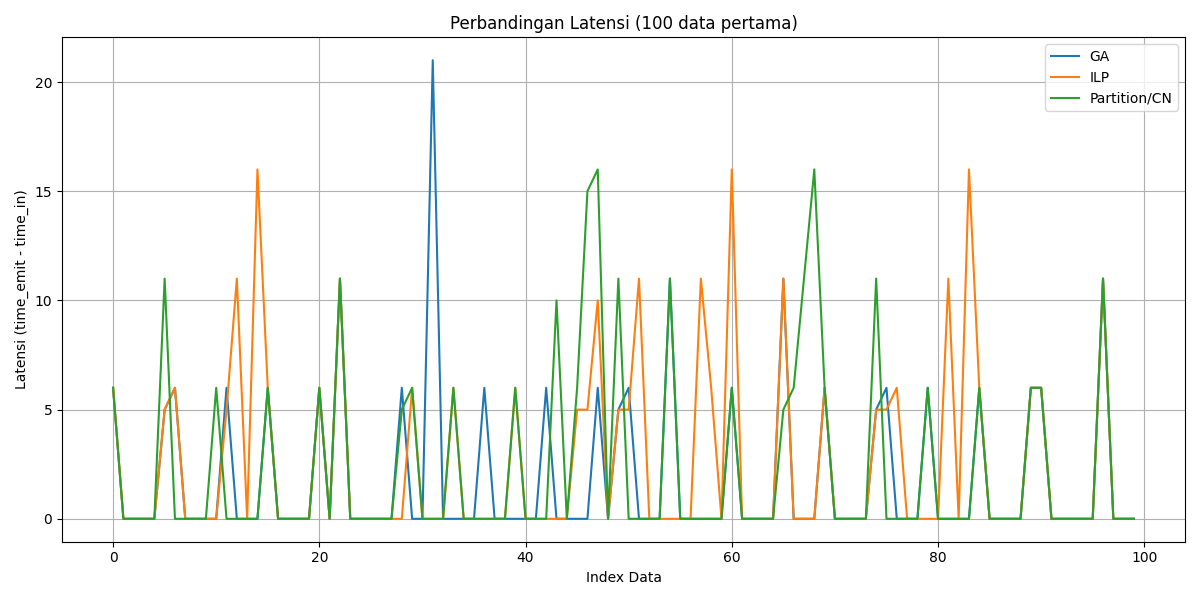 Perbandingan Latensi (100 data pertama)
GA
ILP
Partition/CN
Latensi (time_emit - time_in)
20
15
10
5
0
0 20 40 60 80 100
Index Data